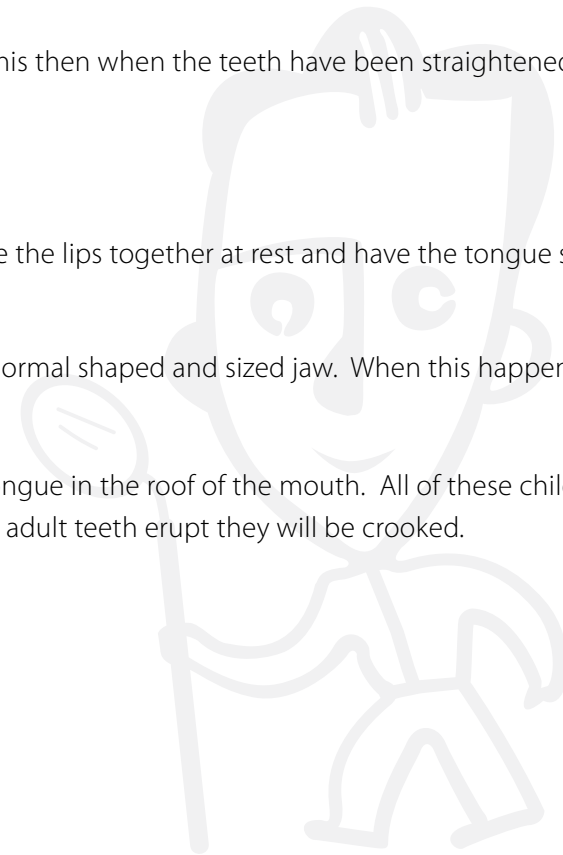 his then when the teeth have been straightened
e the lips together at rest and have the tongue s
ormal shaped and sized jaw.  When this happen
ngue in the roof of the mouth.  All of these chil
adult teeth erupt they will be crooked.